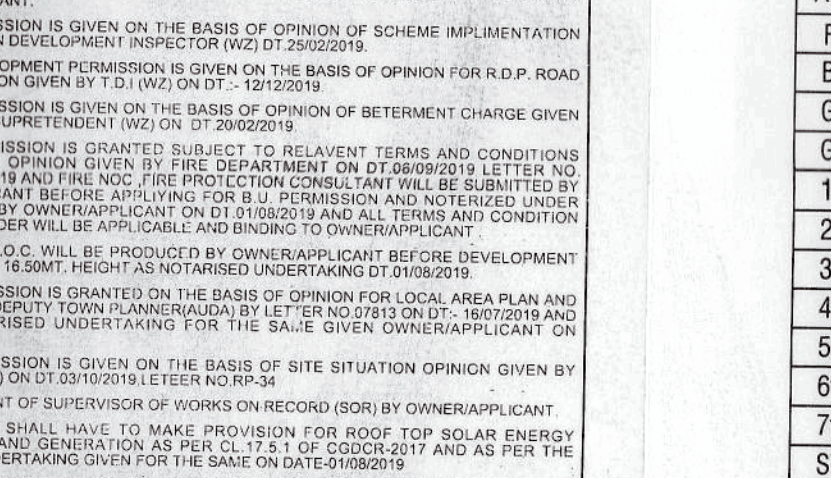 ANT.
SSION IS GIVEN ON THE BASIS OF OPINION OF SCHEME IMPLIMENTATION
N DEVELOPMENT INSPECTOR (WZ) DT.25/02/2019.
OPMENT PERMISSION IS GIVEN ON THE BASIS OF OPINION FOR R.D.P. ROAD
ON GIVEN BY T.D.I (WZ) ON DT.:- 12/12/2019.
SSION IS GIVEN ON THE BASIS OF OPINION OF BETERMENT CHARGE GIVEN
SUPRETENDENT (WZ) ON DT.20/02/2019.
ISSION IS GRANTED SUBJECT TO RELAVENT TERMS AND CONDITIONS
OPINION GIVEN BY FIRE DEPARTMENT ON DT.06/09/2019 LETTER NO.
19 AND FIRE NOC ,FIRE PROTECTION CONSULTANT WILL BE SUBMITTED BY
ANT BEFORE APPLIYING FOR B.U. PERMISSION AND NOTERIZED UNDER
BY OWNER/APPLICANT ON DT.01/08/2019 AND ALL TERMS AND CONDITION
DER WILL BE APPLICABLE AND BINDING TO OWNER/APPLICANT .
.O.C. WILL BE PRODUCED BY OWNER/APPLICANT BEFORE DEVELOPMENT
16.50MT. HEIGHT AS NOTARISED UNDERTAKING DT.01/08/2019.
SSION IS GRANTED ON THE BASIS OF OPINION FOR LOCAL AREA PLAN AND
DEPUTY TOWN PLANNER(AUDA) BY LETTER NO.07813 ON DT:- 16/07/2019 AND
RISED UNDERTAKING FOR THE SAME GIVEN OWNER/APPLICANT ON
SSION IS GIVEN ON THE BASIS OF SITE SITUATION OPINION GIVEN BY
) ON DT.03/10/2019,LETEER NO.RP-34
NT OF SUPERVISOR OF WORKS ON RECORD (SOR) BY OWNER/APPLICANT.
SHALL HAVE TO MAKE PROVISION FOR ROOF TOP SOLAR ENERGY
AND GENERATION AS PER CL.17.5.1 OF CGDCR-2017 AND AS PER THE
ERTAKING GIVEN FOR THE SAME ON DATE-01/08/2019
F
E
G
G
1
2
3
4
5
6
7
S